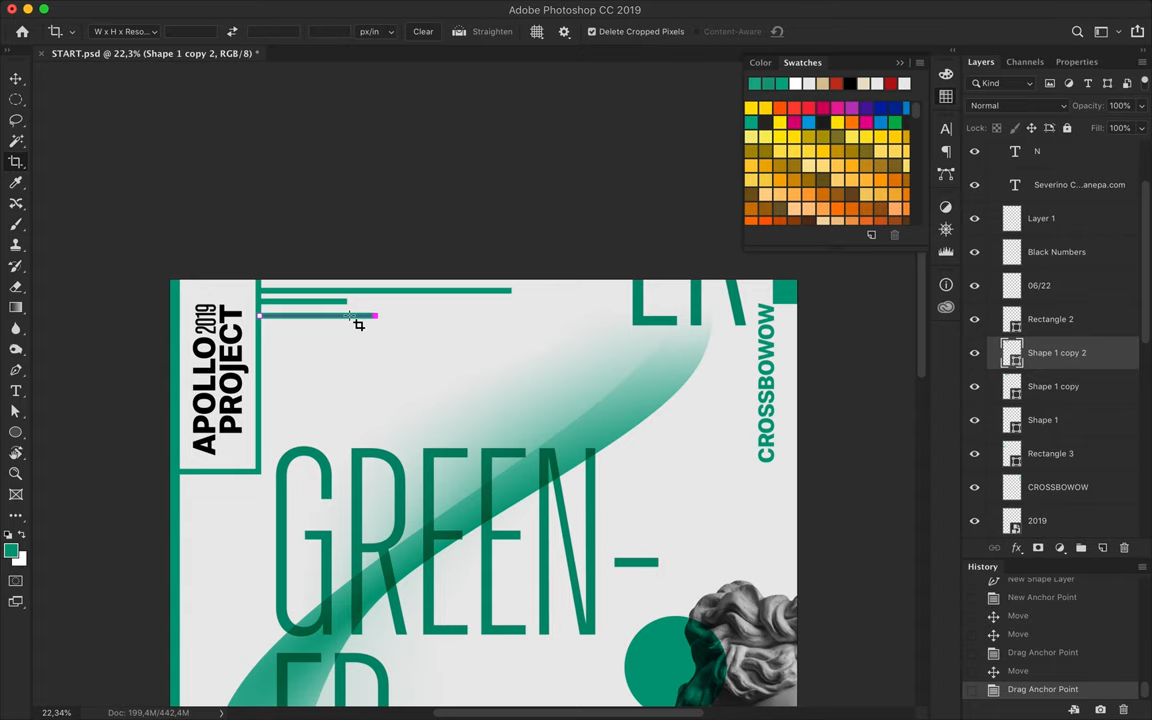 Adobe Photoshop CC 2019
W x H x Reso...
px/in
Clear
Straighten
Delete Cropped Pixels
Content-Aware
START.psd @ 22,3% (Shape 1 copy 2, RGB/8) *
Color
Swatches
Layers
Channels
Properties
Kind
Normal
Opacity: 100%
Lock:
Fill: 100%
N
Severino C...anepa.com
Layer 1
Black Numbers
06/22
Rectangle 2
Shape 1 copy 2
Shape 1 copy
Shape 1
Rectangle 3
CROSSBOWOW
2019
History
New Shape Layer
New Anchor Point
Move
Move
Drag Anchor Point
Move
Drag Anchor Point
APOLLO2019
PROJECT
ER
CROSSBOWOW
GREEN-
ER
22,34%
Doc: 199,4M/442,4M